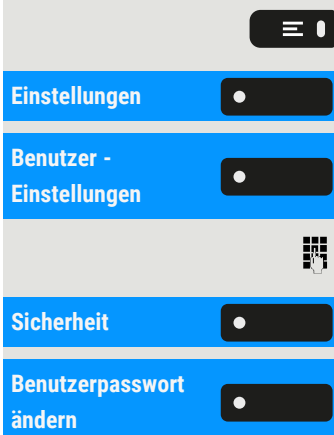 Einstellungen
Benutzer -
Einstellungen
Sicherheit
Benutzerpasswort
ändern